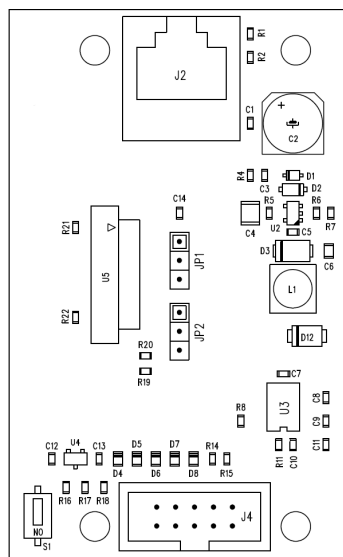 R1
R2
J2
C1
+
C2
R4
C3
D1
D2
C14
C4
R5
U2
R6
R7
C5
R21
U5
JP1
D3
C6
L1
R22
JP2
D12
R20
R19
C7
R8
U3
C8
C9
C12
U4
C13
D4
D5
D6
D7
D8
R14
R15
R11
C10
C11
R16
R17
R18
NO
S1
J4